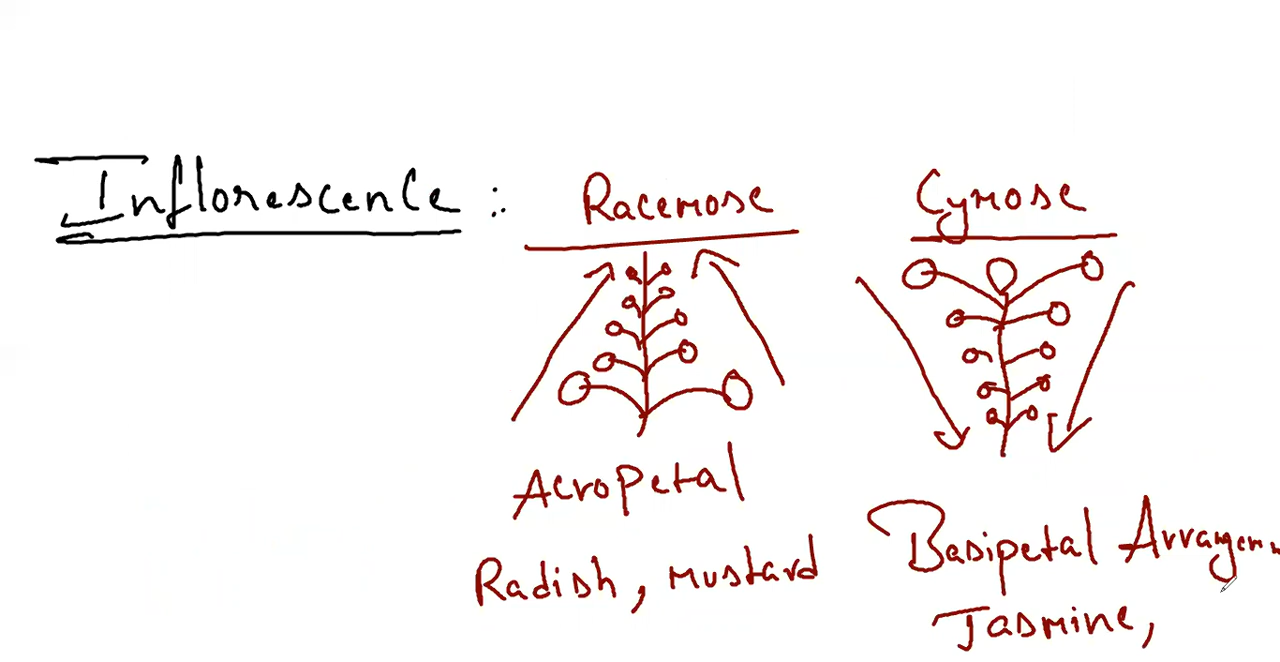 Inflorescence : Racemose Cymose
Acropetal
Basipetal
Radish, Mustard
Jasmine,